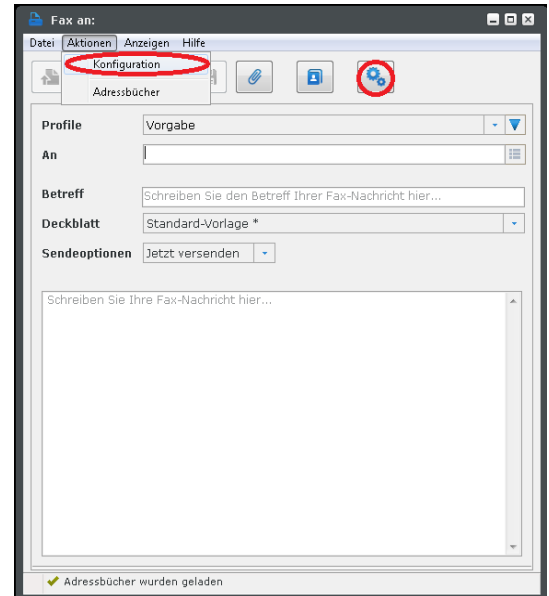 Fax an:
Datei Aktionen Anzeigen Hilfe
Konfiguration
Adressbücher
Profile Vorgabe
An
Betreff Schreiben Sie den Betreff Ihrer Fax-Nachricht hier...
Deckblatt Standard-Vorlage *
Sendeoptionen Jetzt versenden
Schreiben Sie Ihre Fax-Nachricht hier...
Adressbücher wurden geladen